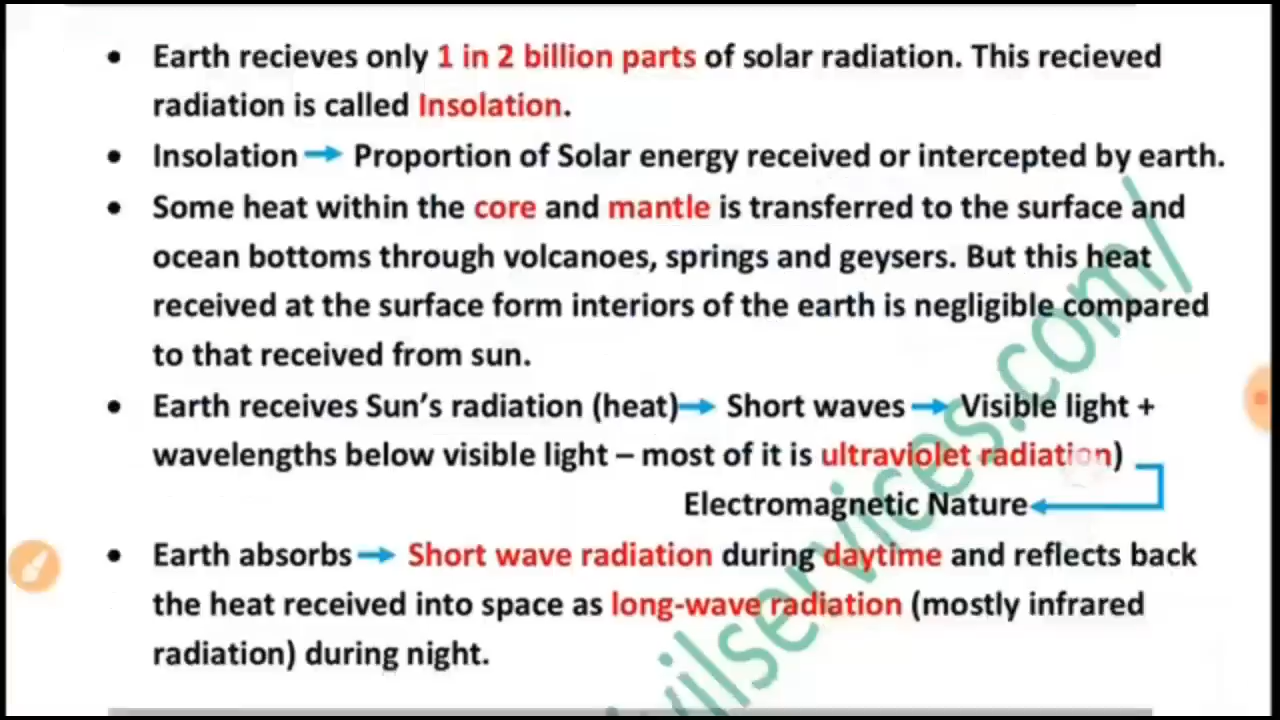 • Earth recieves only 1 in 2 billion parts of solar radiation. This recieved
radiation is called Insolation.
• Insolation → Proportion of Solar energy received or intercepted by earth.
• Some heat within the core and mantle is transferred to the surface and
ocean bottoms through volcanoes, springs and geysers. But this heat
received at the surface form interiors of the earth is negligible compared
to that received from sun.
• Earth receives Sun’s radiation (heat)→ Short waves → Visible light +
wavelengths below visible light – most of it is ultraviolet radiation)
Electromagnetic Nature
• Earth absorbs → Short wave radiation during daytime and reflects back
the heat received into space as long-wave radiation (mostly infrared
radiation) during night.
ilservices.com/